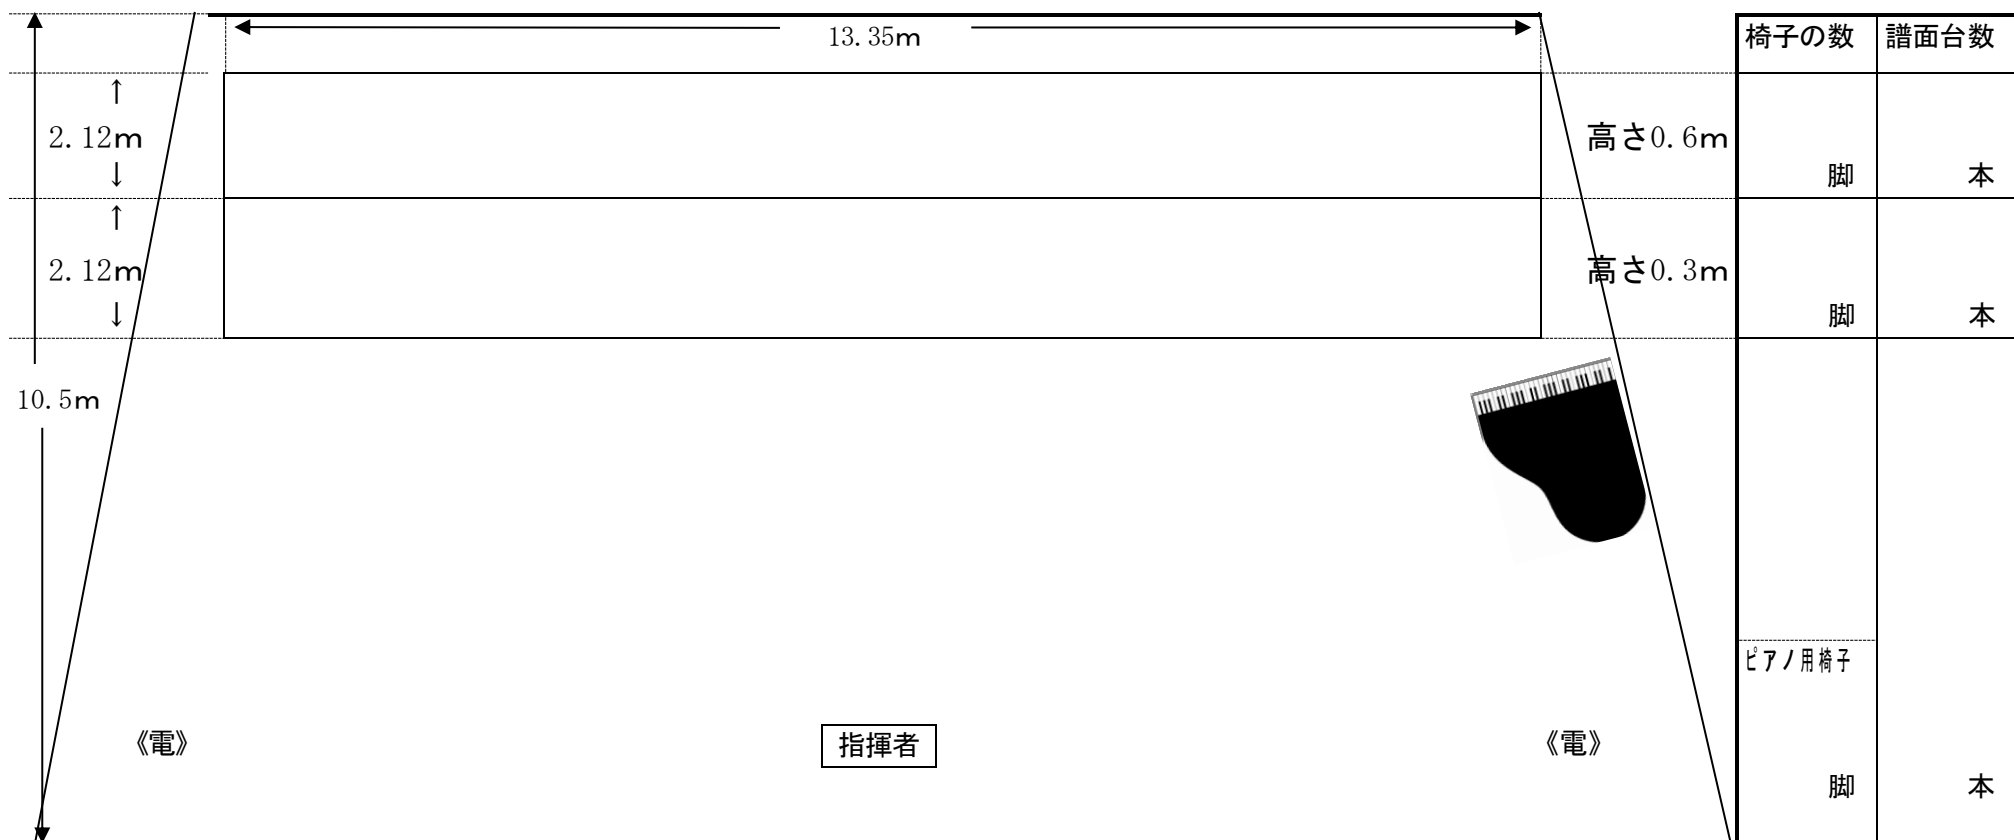 13.35m
椅子の数 譜面台数
↑
2.12m
↓
高さ0.6m
脚 本
↑
2.12m
↓
高さ0.3m
脚 本
10.5m
ピアノ用椅子
《電》 指揮者 《電》
脚 本